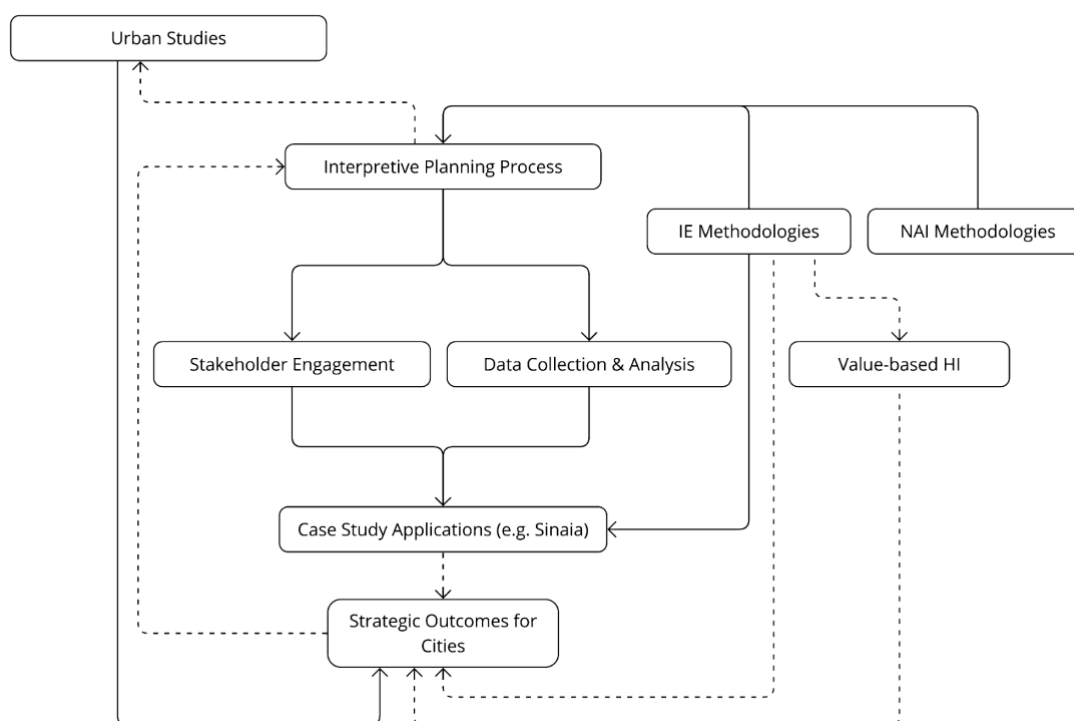 Urban Studies
Interpretive Planning Process
IE Methodologies
NAI Methodologies
Stakeholder Engagement
Data Collection & Analysis
Value-based HI
Case Study Applications (e.g. Sinaia)
Strategic Outcomes for
Cities